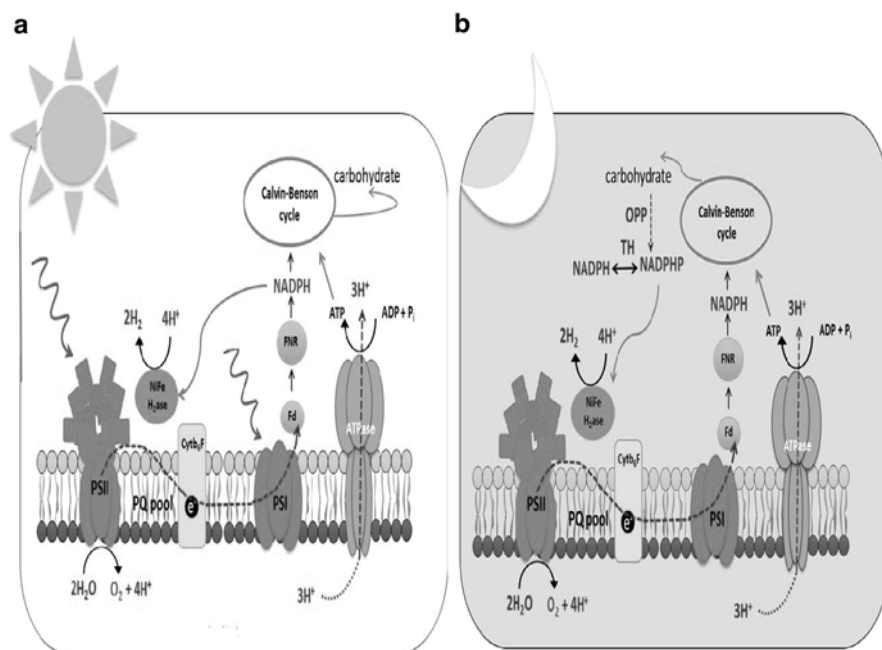 a
Calvin-Benson
cycle
carbohydrate
NADPH
3H⁺
ATP
ADP + Pᵢ
2H₂
4H⁺
FNR
NiFe
H₂ase
Fd
ATPase
Cytb₆F
PSII
PQ pool
e⁻
PSI
2H₂O
O₂ + 4H⁺
3H⁺
b
carbohydrate
Calvin-Benson
cycle
OPP
TH
NADPH
NADPHP
NADPH
3H⁺
ATP
ADP + Pᵢ
2H₂
4H⁺
FNR
NiFe
H₂ase
Fd
ATPase
Cytb₆F
PSII
PQ pool
e⁻
PSI
2H₂O
O₂ + 4H⁺
3H⁺